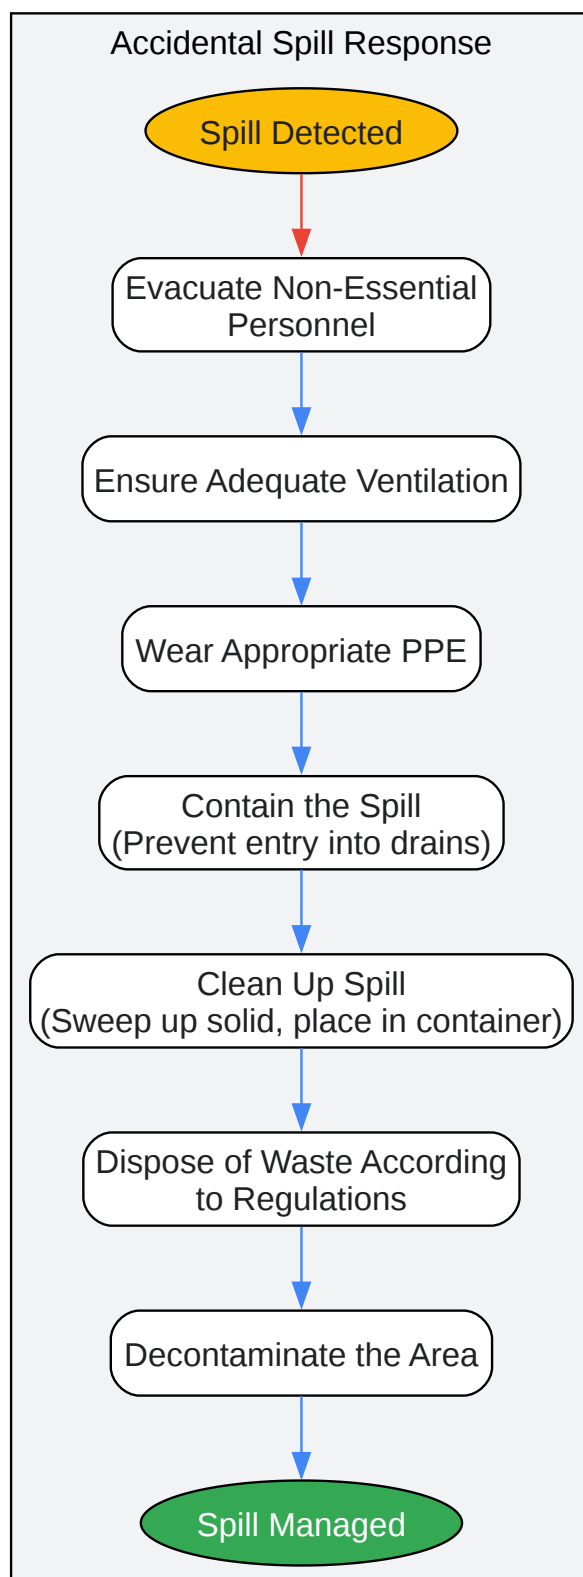 Accidental Spill Response
Spill Detected
Evacuate Non-Essential
Personnel
Ensure Adequate Ventilation
Wear Appropriate PPE
Contain the Spill
(Prevent entry into drains)
Clean Up Spill
(Sweep up solid, place in container)
Dispose of Waste According
to Regulations
Decontaminate the Area
Spill Managed